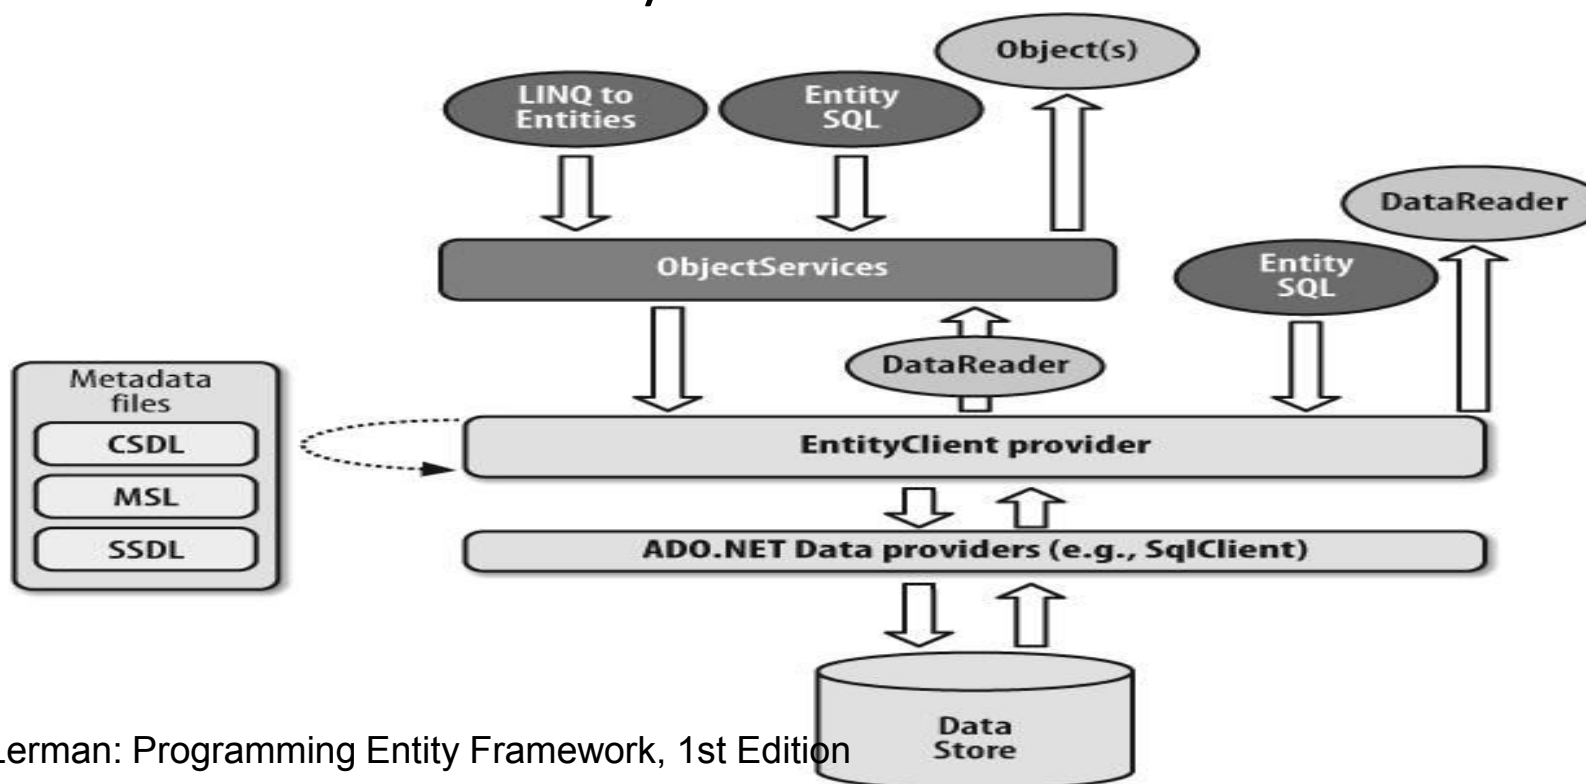 Object(s)
LINQ to
Entities
Entity
SQL
DataReader
ObjectServices
Entity
SQL
DataReader
Metadata
files
CSDL
MSL
SSDL
EntityClient provider
ADO.NET Data providers (e.g., SqlClient)
Data
Store
Lerman: Programming Entity Framework, 1st Edition